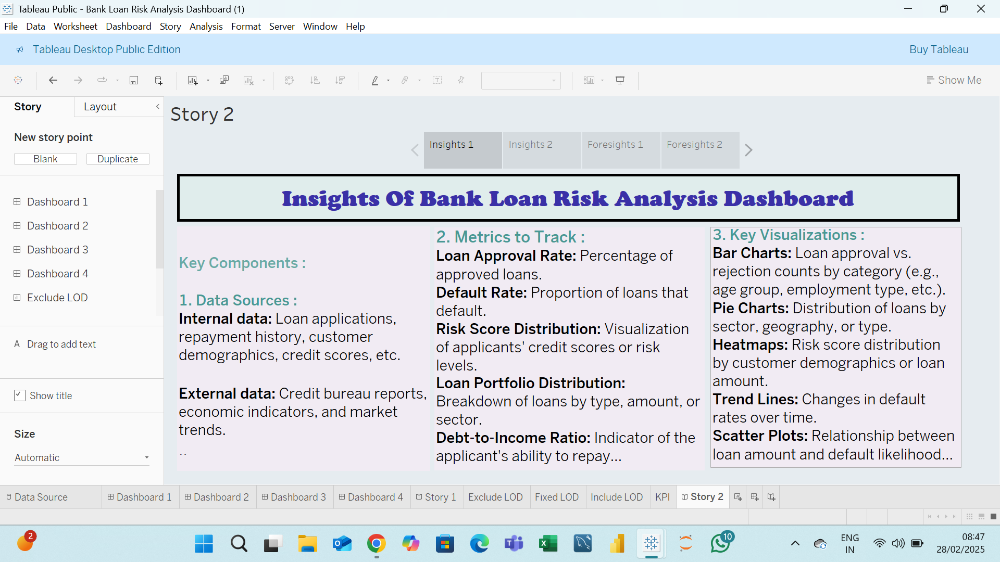 Tableau Public - Bank Loan Risk Analysis Dashboard (1)
File Data Worksheet Dashboard Story Analysis Format Server Window Help
Tableau Desktop Public Edition
Buy Tableau
Show Me
Story
Layout
New story point
Blank
Duplicate
Dashboard 1
Dashboard 2
Dashboard 3
Dashboard 4
Exclude LOD
A Drag to add text
Show title
Size
Automatic
Story 2
Insights 1
Insights 2
Foresights 1
Foresights 2
Insights Of Bank Loan Risk Analysis Dashboard
Key Components :
1. Data Sources :
Internal data: Loan applications,
repayment history, customer
demographics, credit scores, etc.
External data: Credit bureau reports,
economic indicators, and market
trends.
..
2. Metrics to Track :
Loan Approval Rate: Percentage of
approved loans.
Default Rate: Proportion of loans that
default.
Risk Score Distribution: Visualization
of applicants' credit scores or risk
levels.
Loan Portfolio Distribution:
Breakdown of loans by type, amount, or
sector.
Debt-to-Income Ratio: Indicator of the
applicant's ability to repay...
3. Key Visualizations :
Bar Charts: Loan approval vs.
rejection counts by category (e.g.,
age group, employment type, etc.).
Pie Charts: Distribution of loans by
sector, geography, or type.
Heatmaps: Risk score distribution
by customer demographics or loan
amount.
Trend Lines: Changes in default
rates over time.
Scatter Plots: Relationship between
loan amount and default likelihood...
Data Source
Dashboard 1
Dashboard 2
Dashboard 3
Dashboard 4
Story 1
Exclude LOD
Fixed LOD
Include LOD
KPI
Story 2
2
10
ENG
IN
08:47
28/02/2025